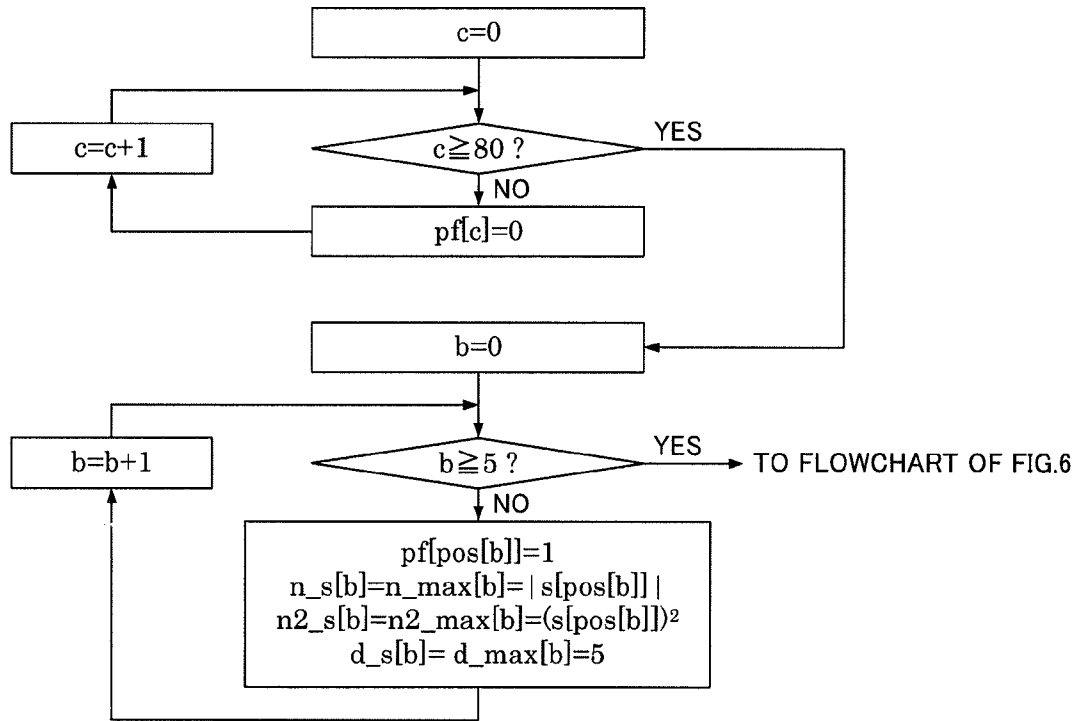 c=0
c=c+1
c≧80 ?
YES
NO
pf[c]=0
b=0
b=b+1
b≧5 ?
YES
TO FLOWCHART OF FIG.6
NO
pf[pos[b]]=1
n_s[b]=n_max[b]=|s[pos[b]]|
n2_s[b]=n2_max[b]=(s[pos[b]])²
d_s[b]= d_max[b]=5